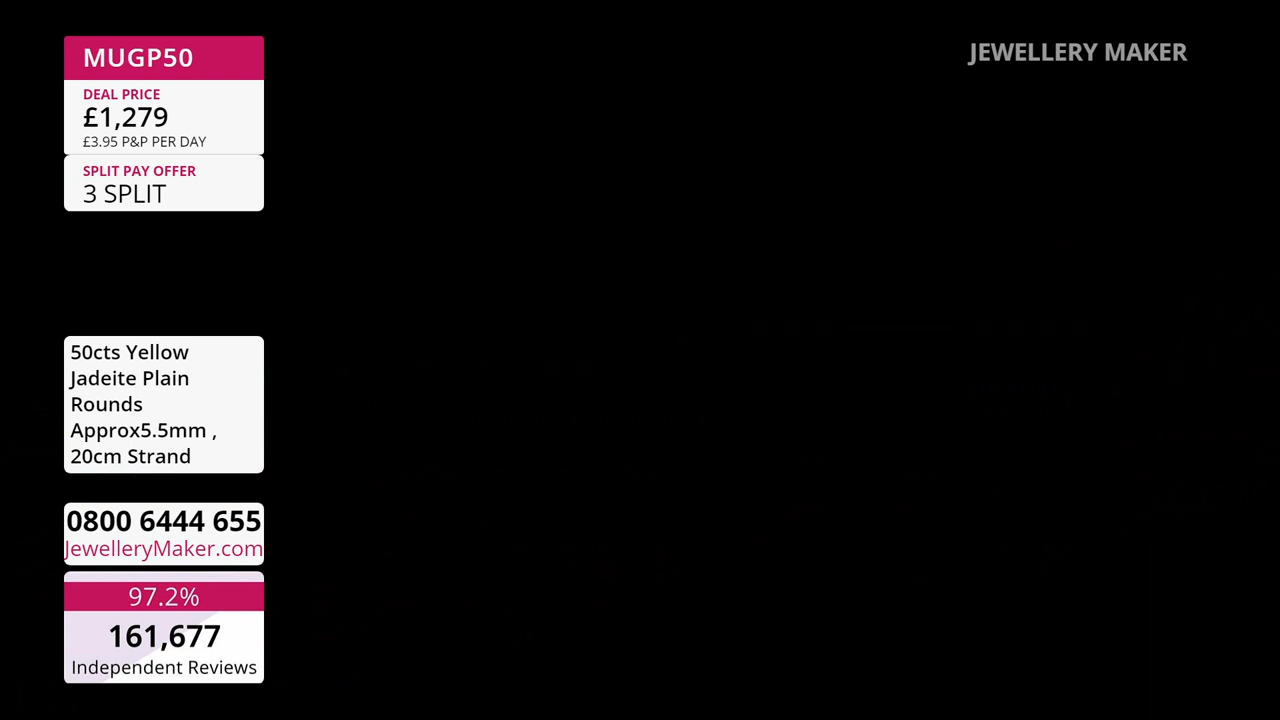 MUGP50
DEAL PRICE
£1,279
£3.95 P&P PER DAY
SPLIT PAY OFFER
3 SPLIT
JEWELLERY MAKER
50cts Yellow
Jadeite Plain
Rounds
Approx5.5mm ,
20cm Strand
0800 6444 655
JewelleryMaker.com
97.2%
161,677
Independent Reviews